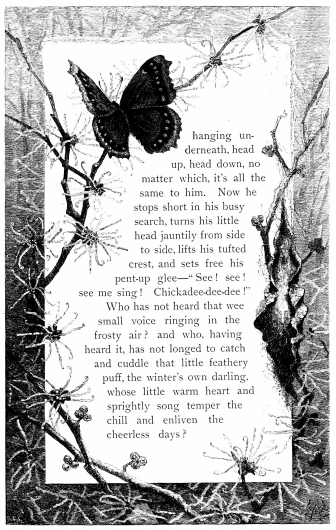 hanging un-
derneath, head
up, head down, no
matter which, it's all the
same to him. Now he
stops short in his busy
search, turns his little
head jauntily from side
to side, lifts his tufted
crest, and sets free his
pent-up glee—"See! see!
see me sing! Chickadee-dee-dee!"
Who has not heard that wee
small voice ringing in the
frosty air? and who, having
heard it, has not longed to catch
and cuddle that little feathery
puff, the winter's own darling,
whose little warm heart and
sprightly song temper the
chill and enliven the
cheerless days?